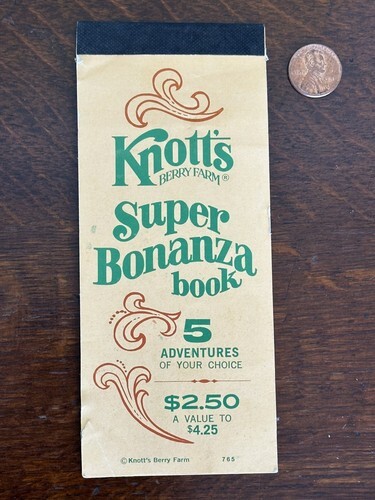 Knott's
BERRY FARM®
Super
Bonanza
book
5
ADVENTURES
OF YOUR CHOICE
$2.50
A VALUE TO
$4.25
© Knott's Berry Farm 765